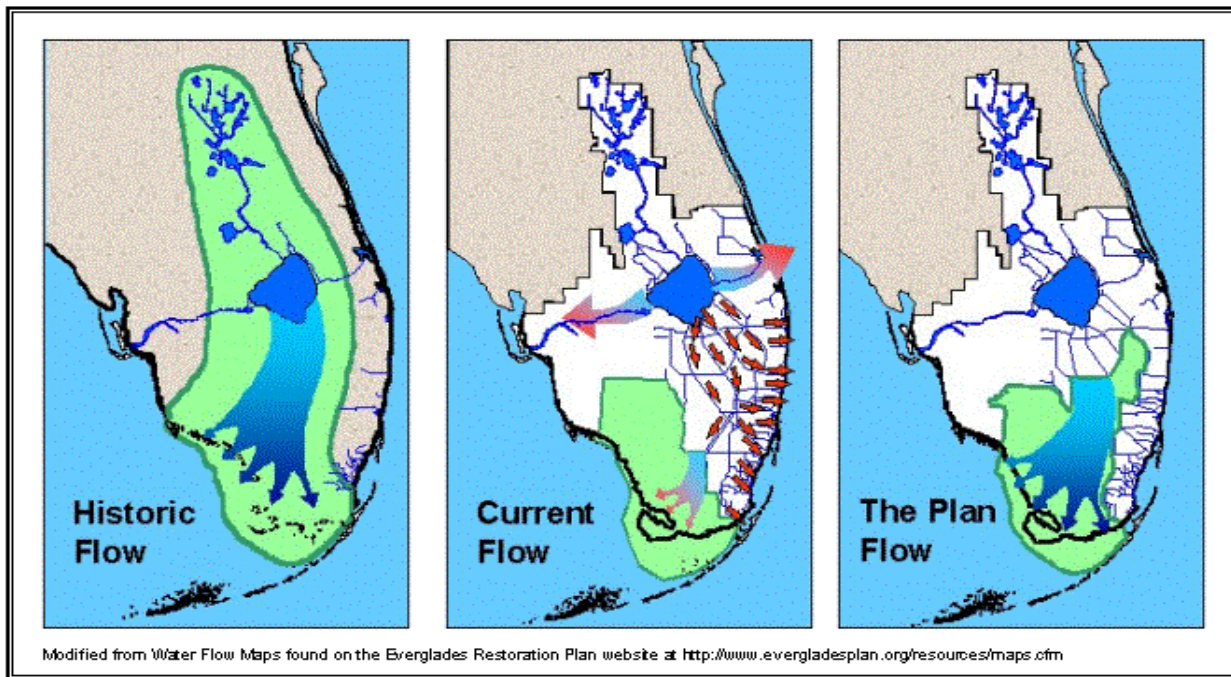 Historic
Flow
Current
Flow
The Plan
Flow
Modified from Water Flow Maps found on the Everglades Restoration Plan website at http://www.evergladesplan.org/resources/maps.cfm